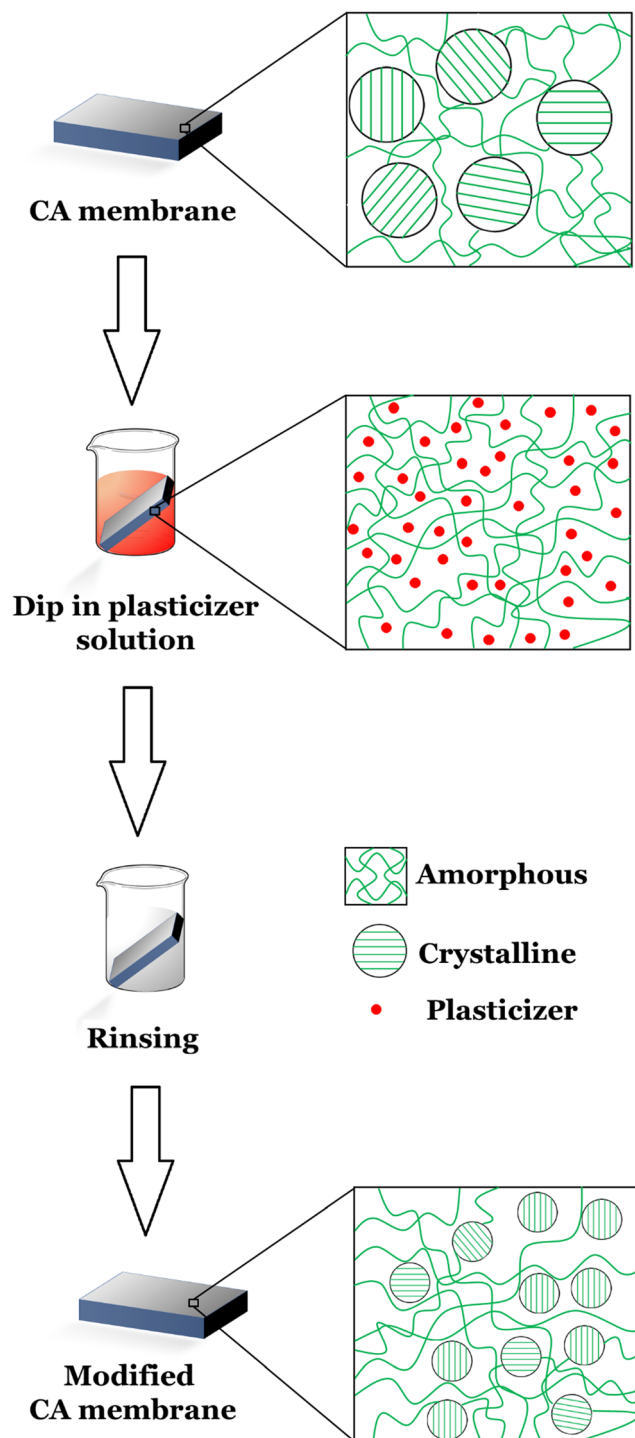 CA membrane
Dip in plasticizer
solution
Rinsing
Amorphous
Crystalline
Plasticizer
Modified
CA membrane